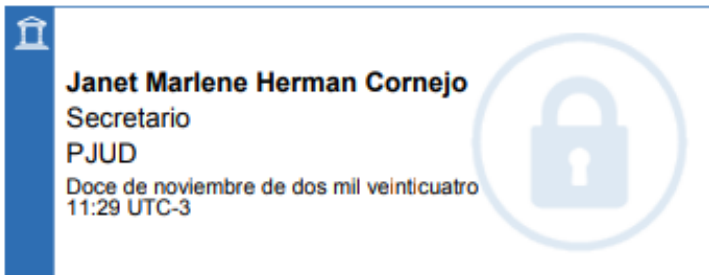 Janet Marlene Herman Cornejo
Secretario
PJUD
Doce de noviembre de dos mil veinticuatro
11:29 UTC-3